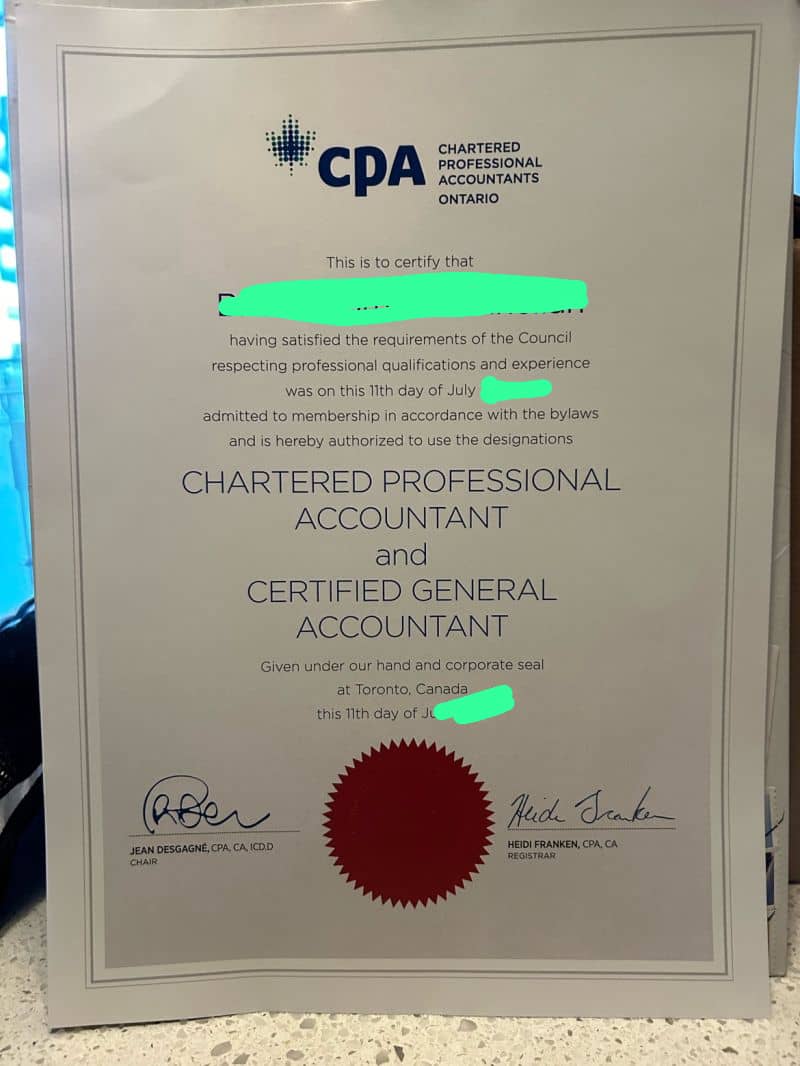 CPA
CHARTERED
PROFESSIONAL
ACCOUNTANTS
ONTARIO
This is to certify that
having satisfied the requirements of the Council
respecting professional qualifications and experience
was on this 11th day of July
admitted to membership in accordance with the bylaws
and is hereby authorized to use the designations
CHARTERED PROFESSIONAL
ACCOUNTANT
and
CERTIFIED GENERAL
ACCOUNTANT
Given under our hand and corporate seal
at Toronto, Canada
this 11th day of
Heidi Franken
JEAN DESGAGNÉ, CPA, CA, ICD.D
CHAIR
HEIDI FRANKEN, CPA, CA
REGISTRAR